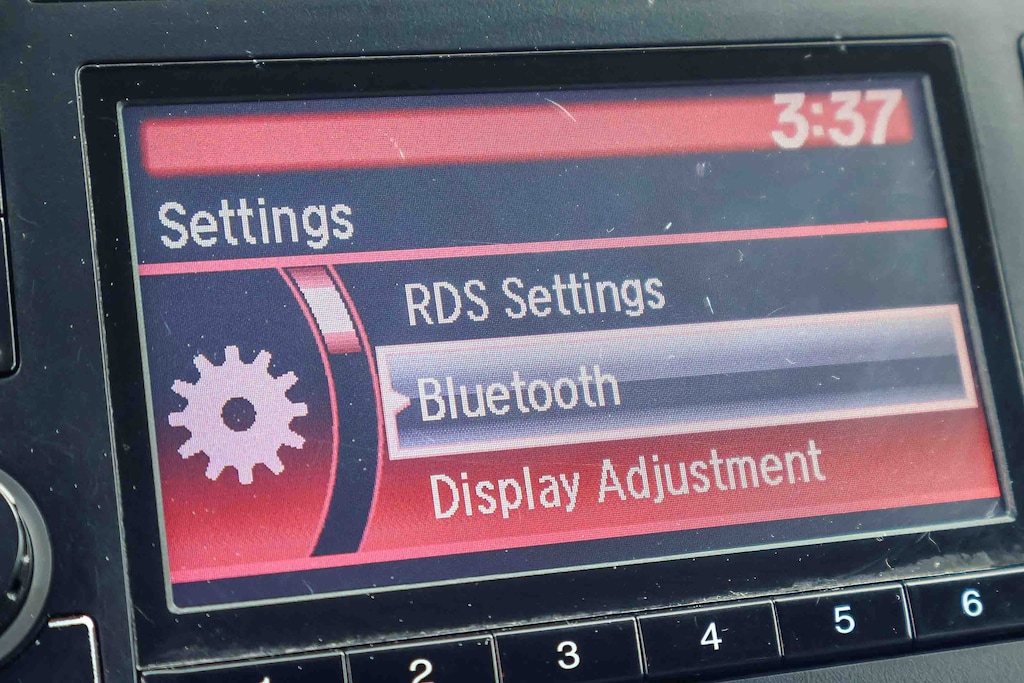 3:37
Settings
RDS Settings
Bluetooth
Display Adjustment
2 3 4 5 6